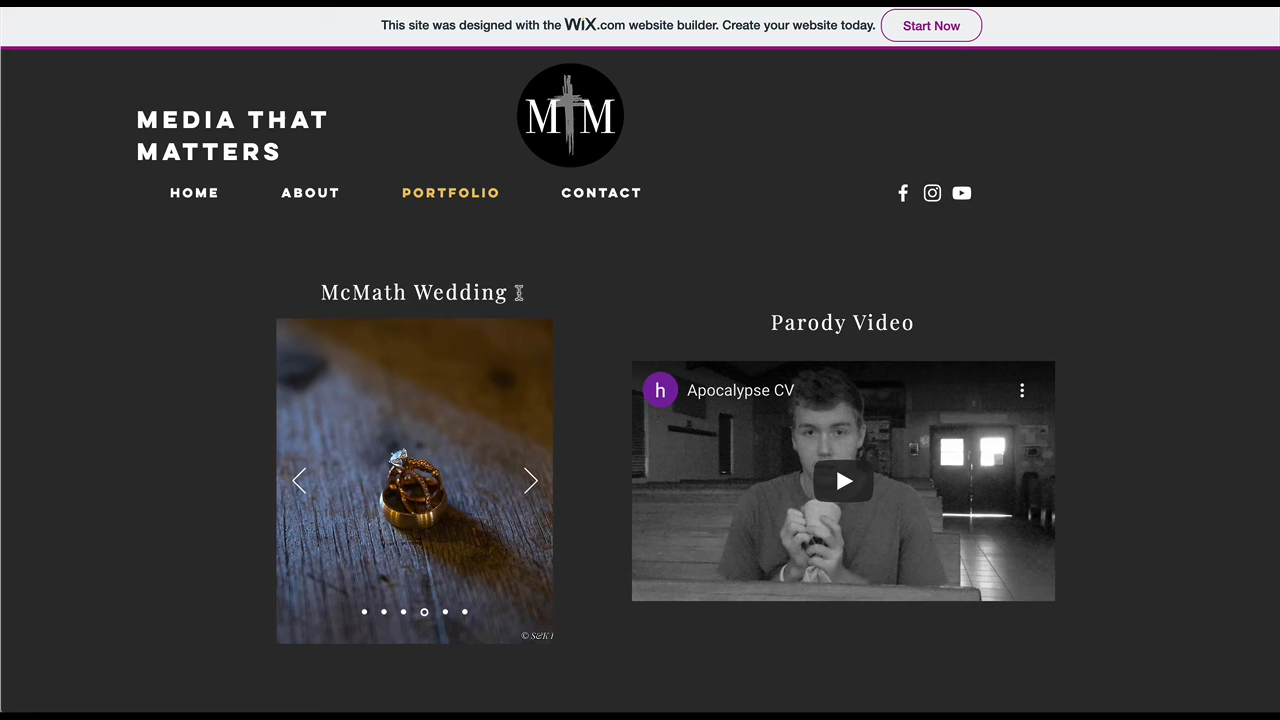 This site was designed with the WiX.com website builder. Create your website today. Start Now
MEDIA THAT
MATTERS
M M
HOME ABOUT PORTFOLIO CONTACT
McMath Wedding
Parody Video
h Apocalypse CV
© S&K